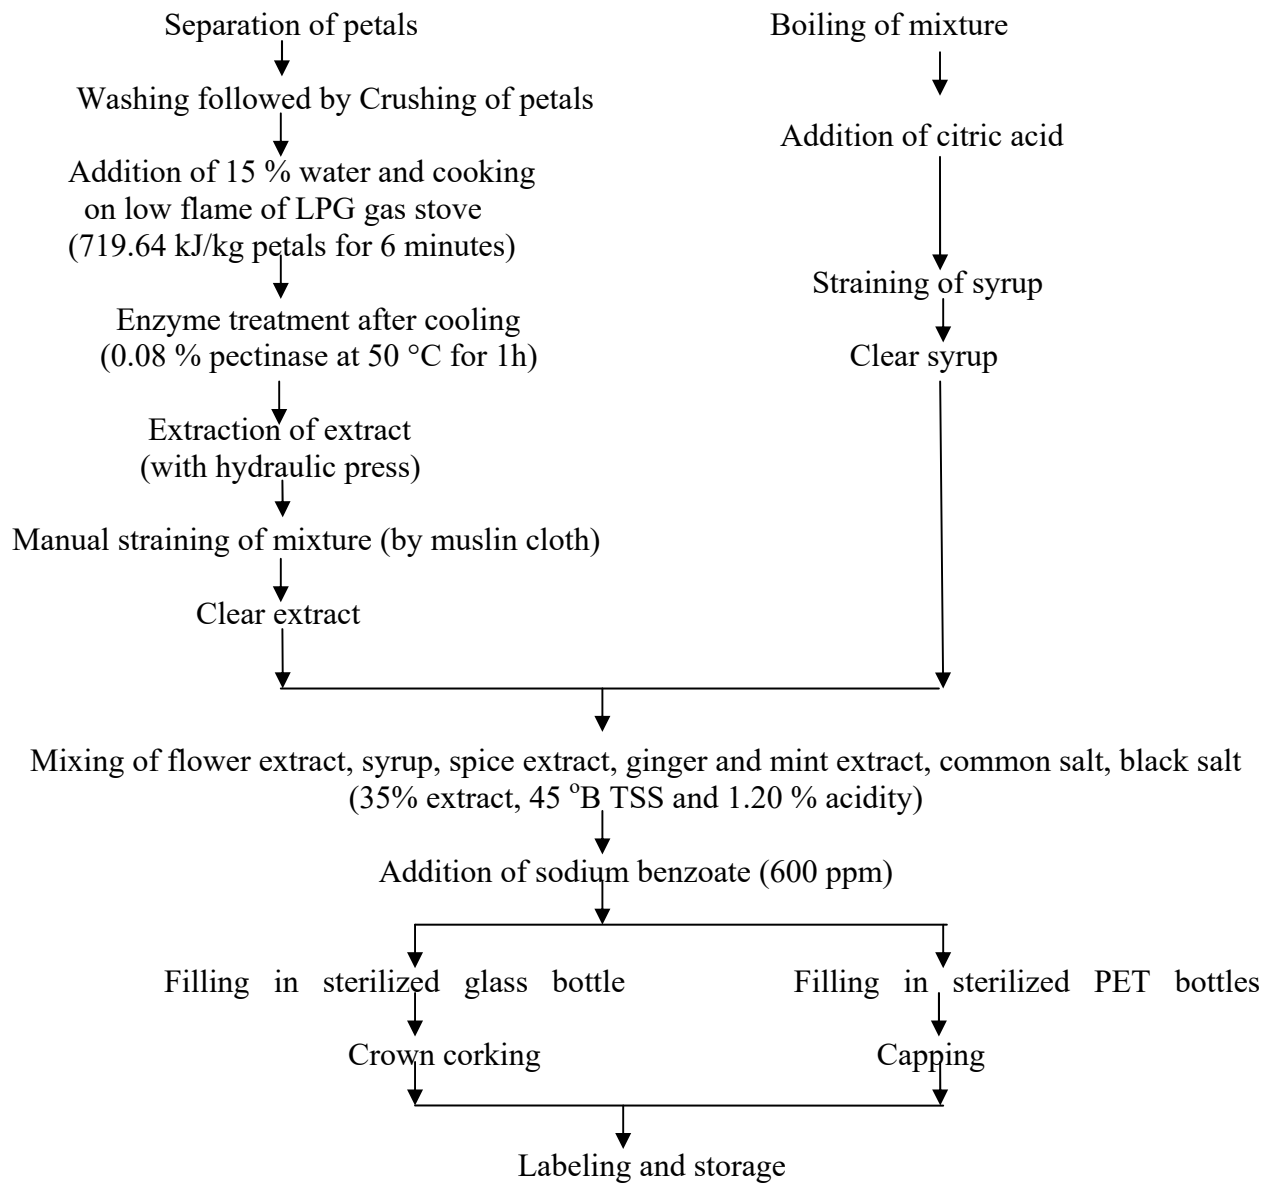 Separation of petals
Washing followed by Crushing of petals
Addition of 15 % water and cooking
on low flame of LPG gas stove
(719.64 kJ/kg petals for 6 minutes)
Enzyme treatment after cooling
(0.08 % pectinase at 50 °C for 1h)
Extraction of extract
(with hydraulic press)
Manual straining of mixture (by muslin cloth)
Clear extract
Boiling of mixture
Addition of citric acid
Straining of syrup
Clear syrup
Mixing of flower extract, syrup, spice extract, ginger and mint extract, common salt, black salt
(35% extract, 45 °B TSS and 1.20 % acidity)
Addition of sodium benzoate (600 ppm)
Filling in sterilized glass bottle
Crown corking
Filling in sterilized PET bottles
Capping
Labeling and storage